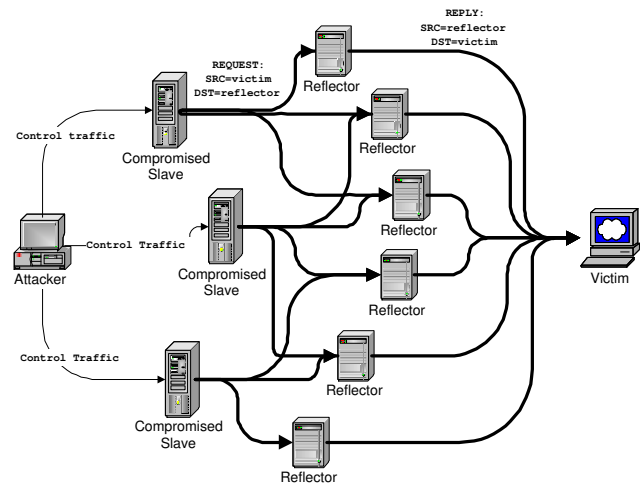 REPLY:
SRC=reflector
DST=victim
REQUEST:
SRC=victim
DST=reflector
Reflector
Control traffic
Compromised
Slave
Reflector
Reflector
Control Traffic
Attacker
Compromised
Slave
Victim
Reflector
Control Traffic
Reflector
Compromised
Slave
Reflector